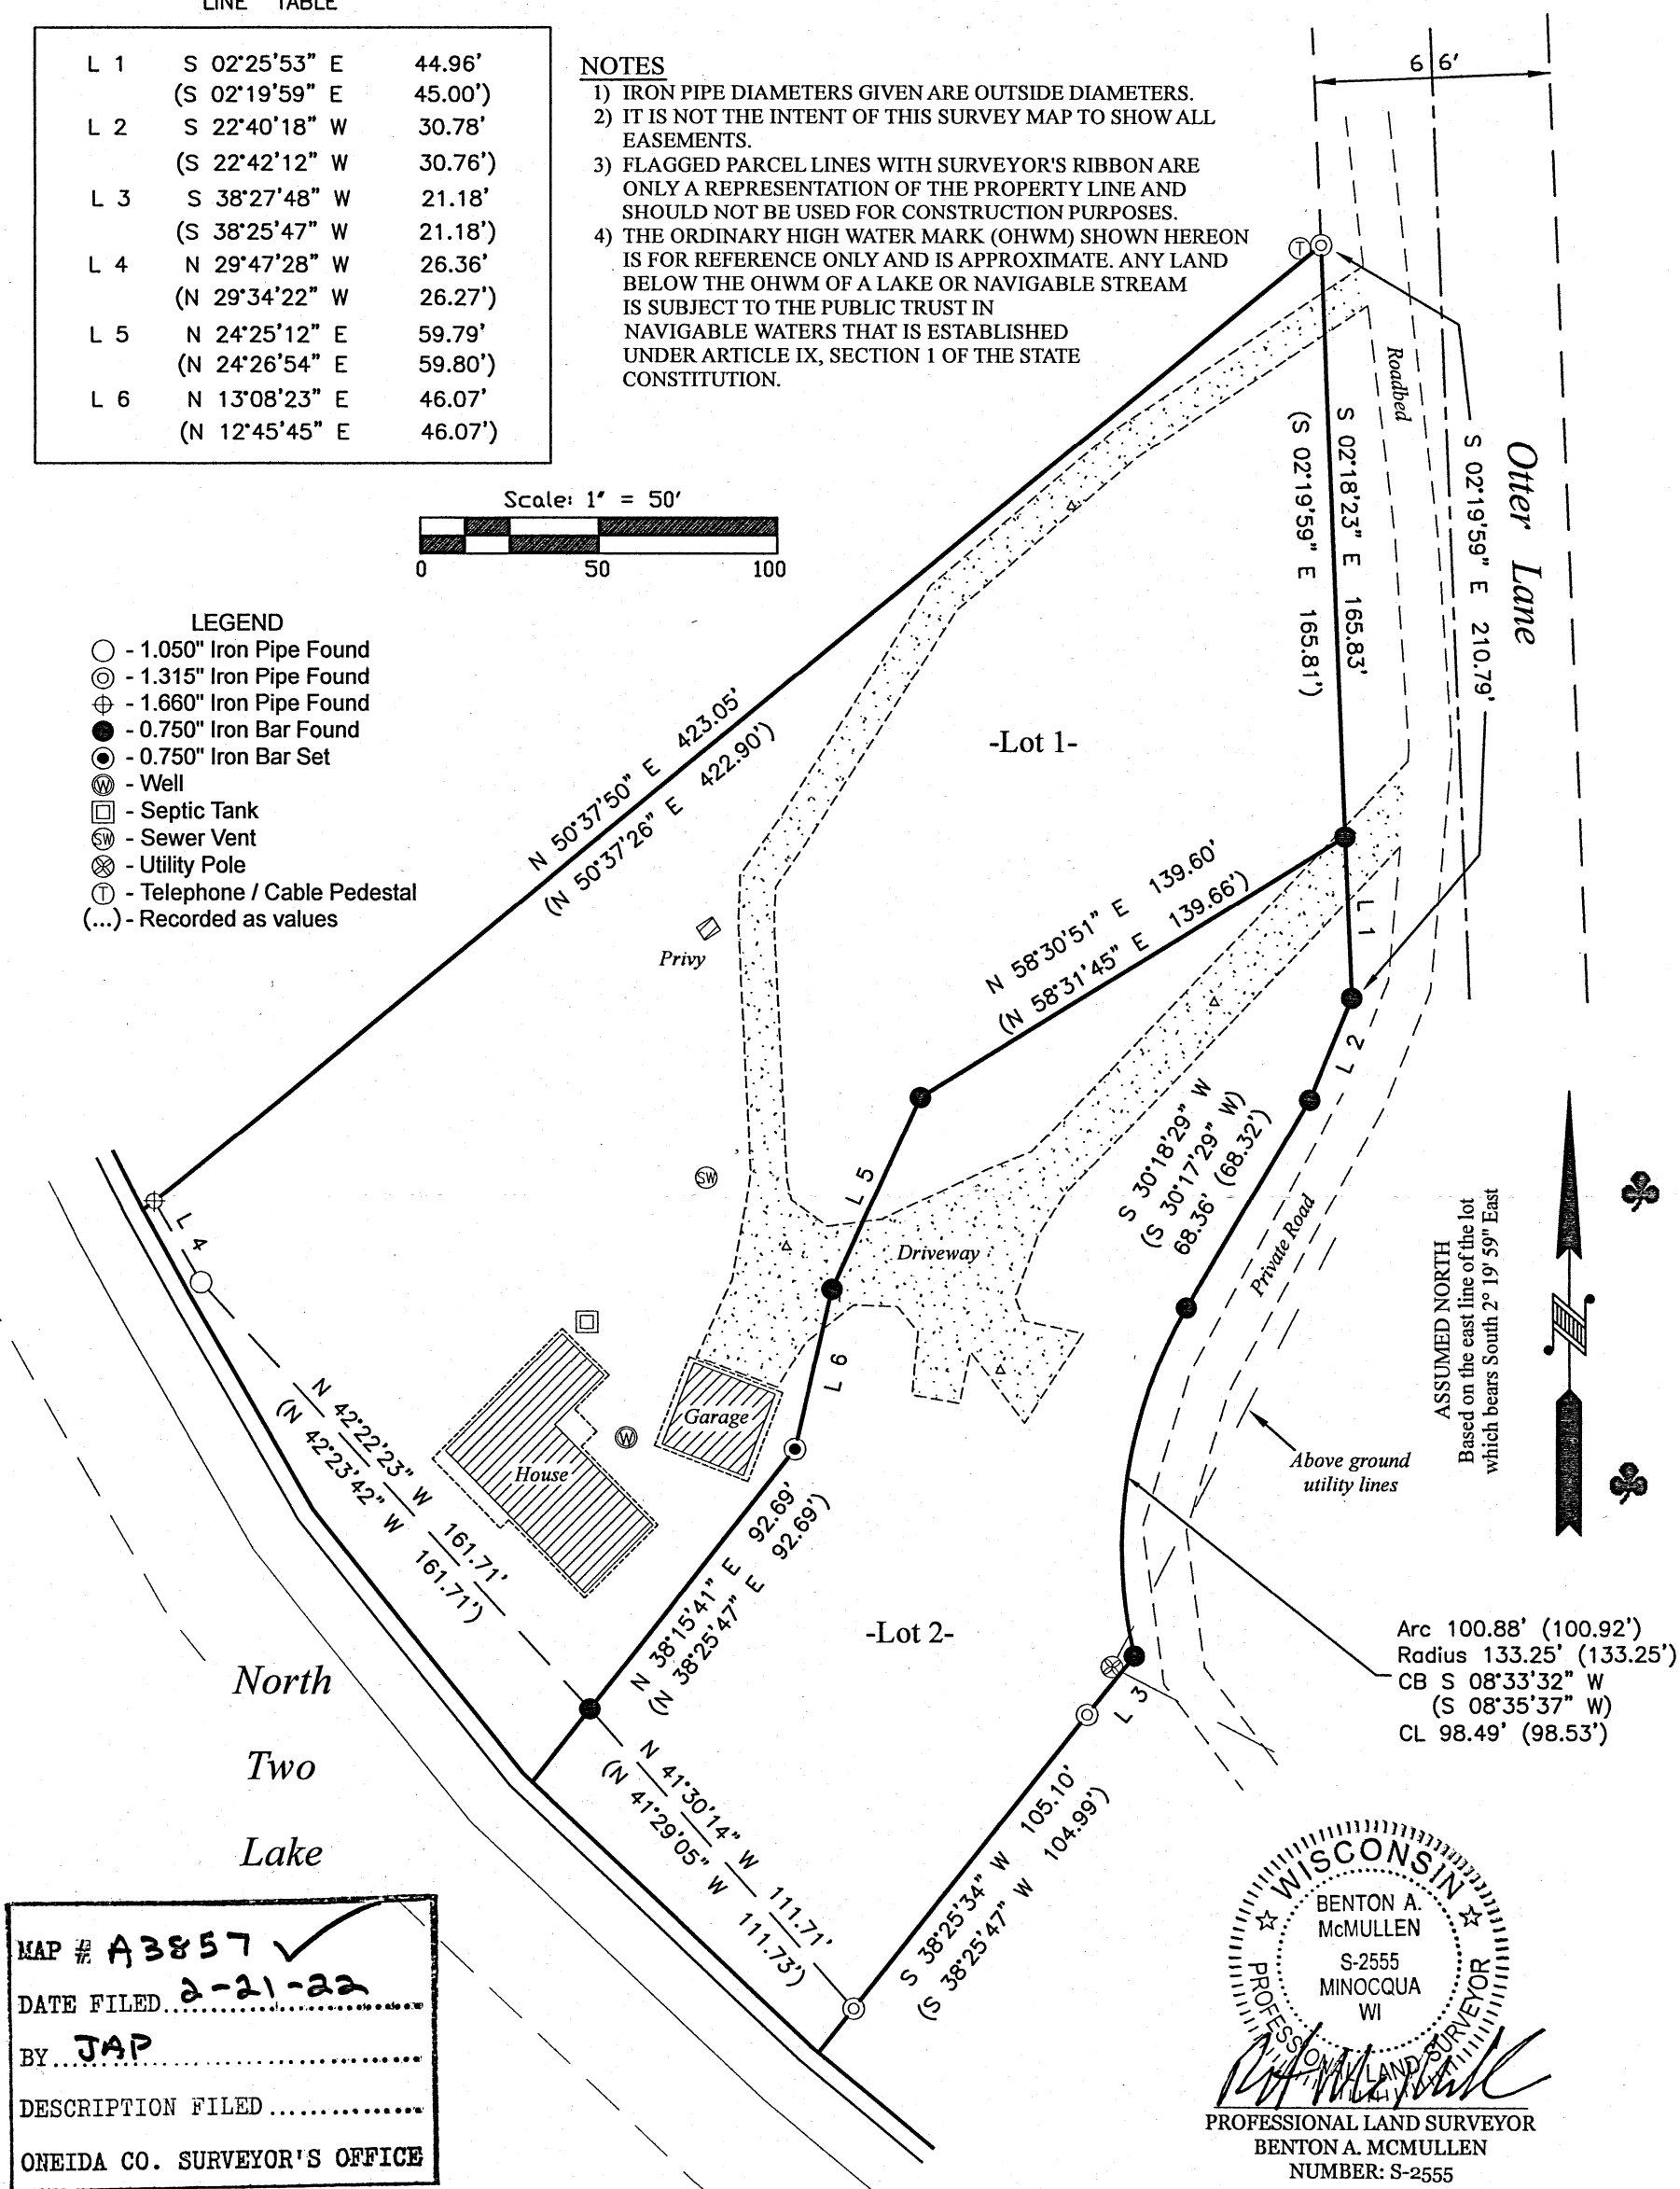 LINE TABLE
L 1 S 02°25'53" E 44.96'
(S 02°19'59" E 45.00')
L 2 S 22°40'18" W 30.78'
(S 22°42'12" W 30.76')
L 3 S 38°27'48" W 21.18'
(S 38°25'47" W 21.18')
L 4 N 29°47'28" W 26.36'
(N 29°34'22" W 26.27')
L 5 N 24°25'12" E 59.79'
(N 24°26'54" E 59.80')
L 6 N 13°08'23" E 46.07'
(N 12°45'45" E 46.07')
NOTES
1) IRON PIPE DIAMETERS GIVEN ARE OUTSIDE DIAMETERS.
2) IT IS NOT THE INTENT OF THIS SURVEY MAP TO SHOW ALL
EASEMENTS.
3) FLAGGED PARCEL LINES WITH SURVEYOR'S RIBBON ARE
ONLY A REPRESENTATION OF THE PROPERTY LINE AND
SHOULD NOT BE USED FOR CONSTRUCTION PURPOSES.
4) THE ORDINARY HIGH WATER MARK (OHWM) SHOWN HEREON
IS FOR REFERENCE ONLY AND IS APPROXIMATE. ANY LAND
BELOW THE OHWM OF A LAKE OR NAVIGABLE STREAM
IS SUBJECT TO THE PUBLIC TRUST IN
NAVIGABLE WATERS THAT IS ESTABLISHED
UNDER ARTICLE IX, SECTION 1 OF THE STATE
CONSTITUTION.
66'
T
Roadbed
Otter Lane
S 02°19'59" E 210.79'
S 02°18'23" E 165.83'
(S 02°19'59" E 165.81')
Scale: 1" = 50'
0 50 100
LEGEND
- 1.050" Iron Pipe Found
- 1.315" Iron Pipe Found
- 1.660" Iron Pipe Found
- 0.750" Iron Bar Found
- 0.750" Iron Bar Set
W - Well
- Septic Tank
SW - Sewer Vent
- Utility Pole
T - Telephone / Cable Pedestal
(...) - Recorded as values
N 50°37'50" E 423.05'
(N 50°37'26" E 422.90')
-Lot 1-
N 58°30'51" E 139.60'
(N 58°31'45" E 139.66')
L 1
L 2
Privy
SW
L 5
L 4
Driveway
S 30°18'29" W
(S 30°17'29" W)
68.36' (68.32')
Private Road
L 6
Garage
W
House
N 42°22'23" W 161.71'
(N 42°23'42" W 161.71')
N 38°15'41" E 92.69'
(N 38°25'47" E 92.69')
Above ground
utility lines
ASSUMED NORTH
Based on the east line of the lot
which bears South 2° 19' 59" East
-Lot 2-
Arc 100.88' (100.92')
Radius 133.25' (133.25')
CB S 08°33'32" W
(S 08°35'37" W)
CL 98.49' (98.53')
L 3
North
Two
Lake
N 41°30'14" W 111.71'
(N 41°29'05" W 111.73')
S 38°25'34" W 105.10'
(S 38°25'47" W 104.99')
MAP # A3857
DATE FILED 2-21-22
BY JAP
DESCRIPTION FILED
ONEIDA CO. SURVEYOR'S OFFICE
WISCONSIN
BENTON A.
McMULLEN
S-2555
MINOCQUA
WI
PROFESSIONAL LAND SURVEYOR
PROFESSIONAL LAND SURVEYOR
BENTON A. MCMULLEN
NUMBER: S-2555